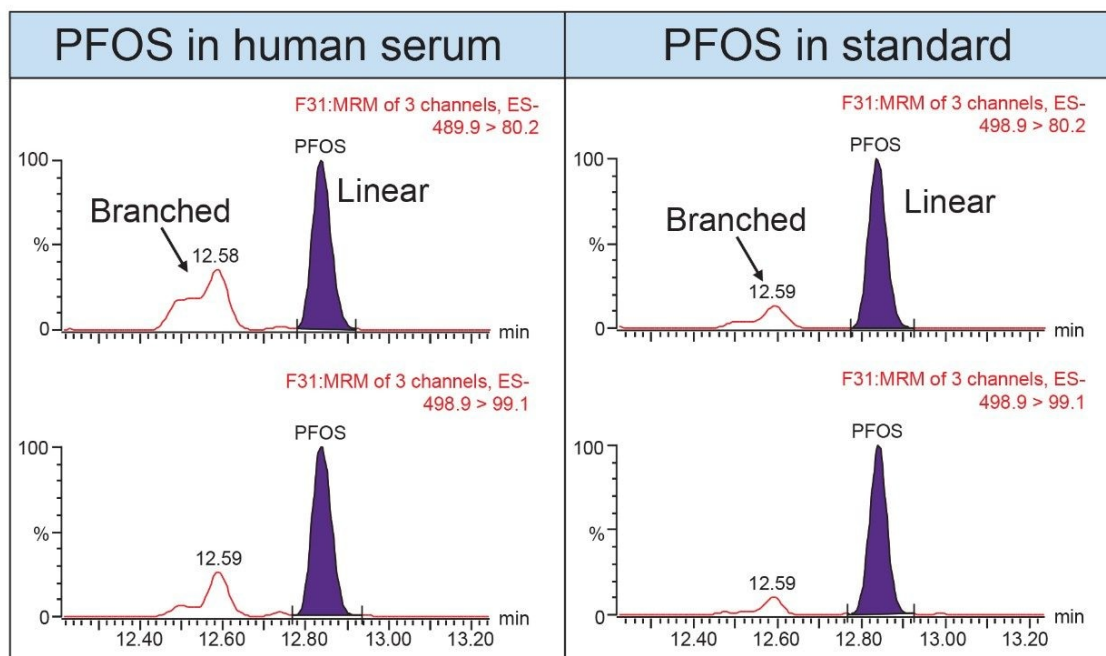 PFOS in human serum
PFOS in standard
F31:MRM of 3 channels, ES-
489.9 > 80.2
PFOS
100
Linear
Branched
%
12.58
0
min
F31:MRM of 3 channels, ES-
498.9 > 80.2
PFOS
100
Linear
Branched
%
12.59
0
min
F31:MRM of 3 channels, ES-
498.9 > 99.1
PFOS
100
%
12.59
0
min
12.40 12.60 12.80 13.00 13.20
F31:MRM of 3 channels, ES-
498.9 > 99.1
PFOS
100
%
12.59
0
min
12.40 12.60 12.80 13.00 13.20